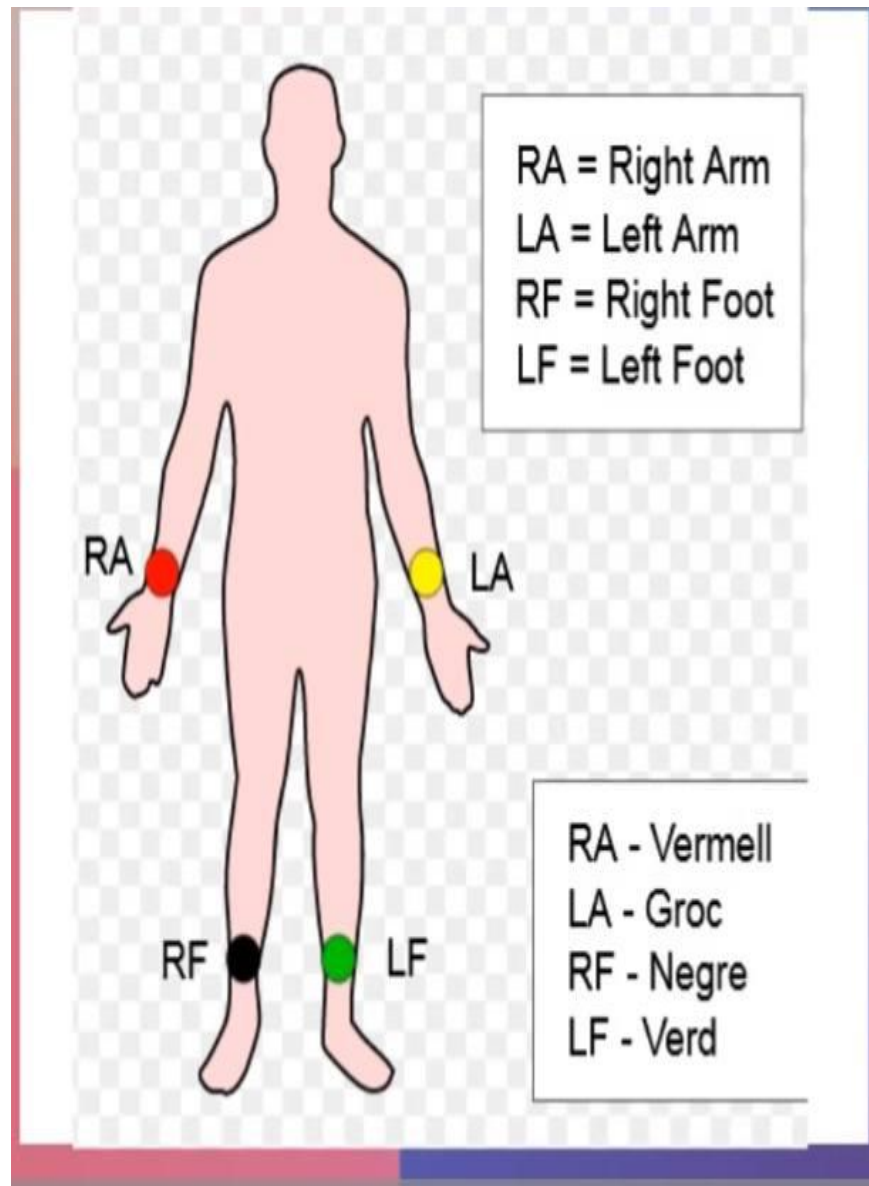 RA = Right Arm
LA = Left Arm
RF = Right Foot
LF = Left Foot
RA
LA
RF
LF
RA - Vermell
LA - Groc
RF - Negre
LF - Verd